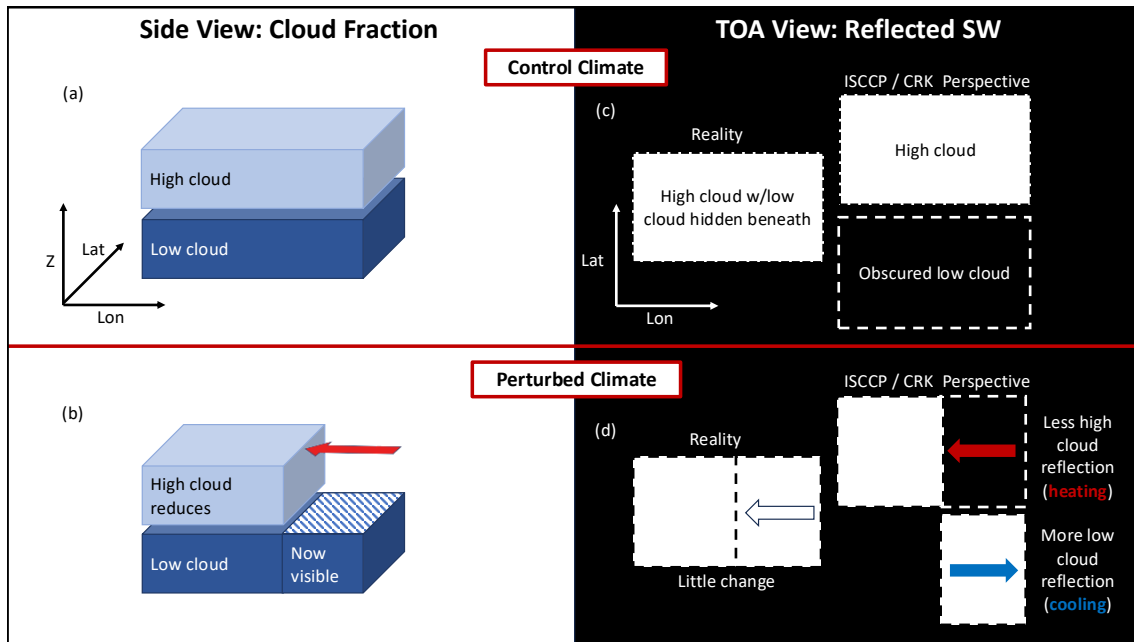 Side View: Cloud Fraction
TOA View: Reflected SW
Control Climate
(a)
High cloud
Low cloud
Z
Lat
Lon
(c)
Reality
High cloud w/low
cloud hidden beneath
Lat
Lon
ISCCP / CRK Perspective
High cloud
Obscured low cloud
Perturbed Climate
(b)
High cloud
reduces
Low cloud
Now
visible
(d)
Reality
Little change
ISCCP / CRK Perspective
Less high
cloud
reflection
(heating)
More low
cloud
reflection
(cooling)